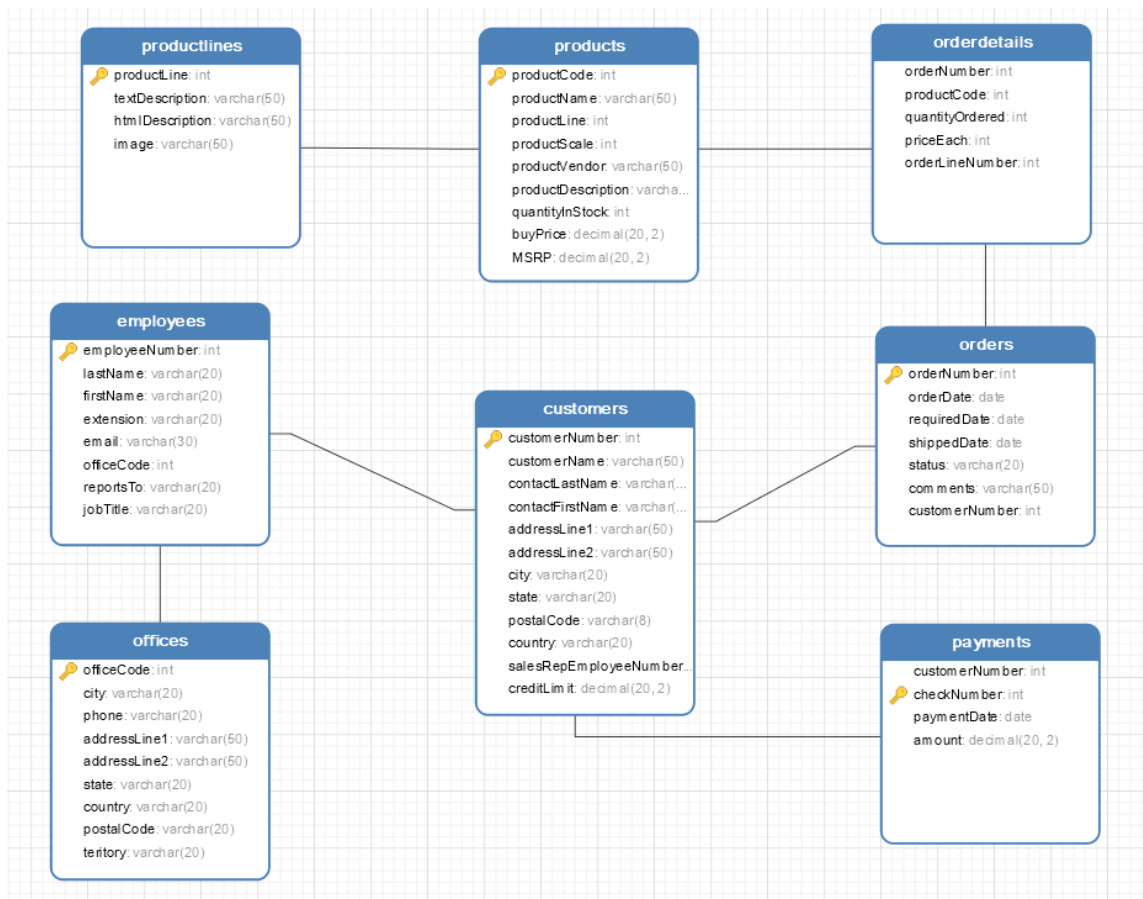 productlines
productLine: int
textDescription: varchar(50)
htmlDescription: varchar(50)
image: varchar(50)
products
productCode: int
productName: varchar(50)
productLine: int
productScale: int
productVendor: varchar(50)
productDescription: varcha...
quantityInStock: int
buyPrice: decimal(20, 2)
MSRP: decimal(20, 2)
orderdetails
orderNumber: int
productCode: int
quantityOrdered: int
priceEach: int
orderLineNumber: int
employees
employeeNumber: int
lastName: varchar(20)
firstName: varchar(20)
extension: varchar(20)
email: varchar(30)
officeCode: int
reportsTo: varchar(20)
jobTitle: varchar(20)
customers
customerNumber: int
customerName: varchar(50)
contactLastName: varchar(...
contactFirstName: varchar(...
addressLine1: varchar(50)
addressLine2: varchar(50)
city: varchar(20)
state: varchar(20)
postalCode: varchar(8)
country: varchar(20)
salesRepEmployeeNumber...
creditLimit: decimal(20, 2)
orders
orderNumber: int
orderDate: date
requiredDate: date
shippedDate: date
status: varchar(20)
comments: varchar(50)
customerNumber: int
offices
officeCode: int
city: varchar(20)
phone: varchar(20)
addressLine1: varchar(50)
addressLine2: varchar(50)
state: varchar(20)
country: varchar(20)
postalCode: varchar(20)
teritory: varchar(20)
payments
customerNumber: int
checkNumber: int
paymentDate: date
amount: decimal(20, 2)